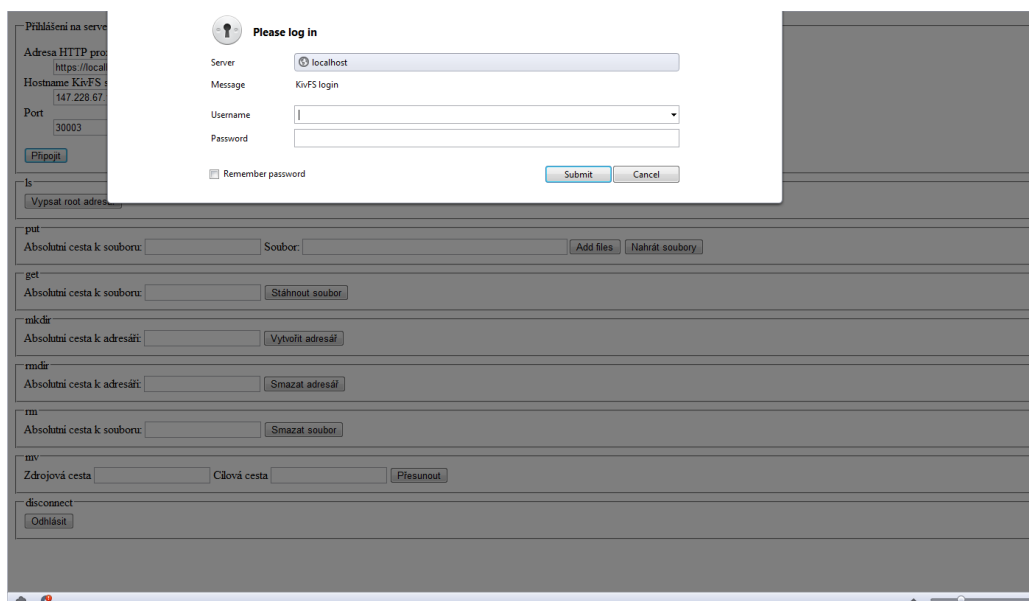 Přihlášení na serve
Please log in
Adresa HTTP pro
https://locall
Server
localhost
Hostname KivFS s
147.228.67.
Message
KivFS login
Port
30003
Username
Password
Připojit
Remember password
Submit
Cancel
ls
Vypsat root adres
put
Absolutní cesta k souboru: Soubor: Add files Nahrát soubory
get
Absolutní cesta k souboru: Stáhnout soubor
mkdir
Absolutní cesta k adresáři: Vytvořit adresář
rmdir
Absolutní cesta k adresáři: Smazat adresář
rm
Absolutní cesta k souboru: Smazat soubor
mv
Zdrojová cesta Cílová cesta Přesunout
disconnect
Odhlásit